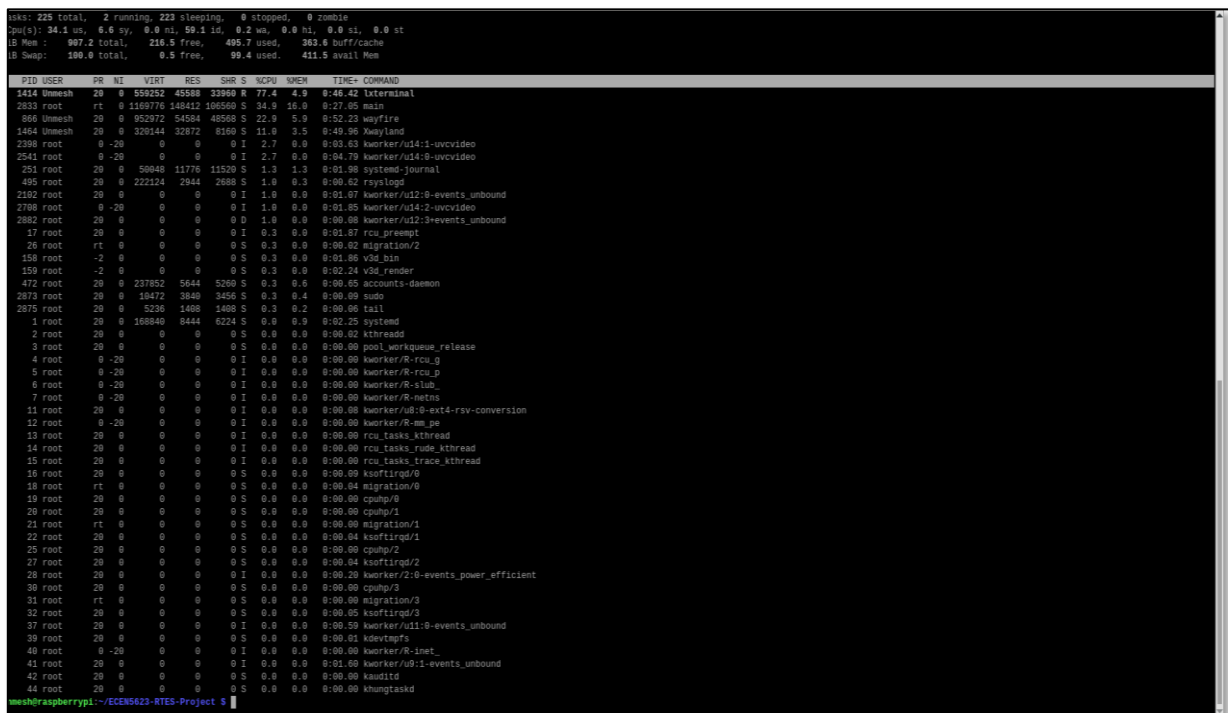 asks: 225 total, 2 running, 223 sleeping, 0 stopped, 0 zombie
Cpu(s): 34.1 us, 6.6 sy, 0.0 ni, 59.1 id, 0.2 wa, 0.0 hi, 0.0 si, 0.0 st
iB Mem : 907.2 total, 216.5 free, 495.7 used, 363.6 buff/cache
iB Swap: 100.0 total, 0.5 free, 99.4 used. 411.5 avail Mem
PID USER PR NI VIRT RES SHR S %CPU %MEM TIME+ COMMAND
1414 Unmesh 20 0 559252 45588 33960 R 77.4 4.9 0:46.42 lxterminal
2833 root rt 0 1169776 148412 106560 S 34.9 16.0 0:27.05 main
866 Unmesh 20 0 952972 54584 48568 S 22.9 5.9 0:52.23 wayfire
1464 Unmesh 20 0 320144 32872 8160 S 11.0 3.5 0:49.96 Xwayland
2398 root 0 -20 0 0 0 I 2.7 0.0 0:03.63 kworker/u14:1-uvcvideo
2541 root 0 -20 0 0 0 I 2.7 0.0 0:04.79 kworker/u14:0-uvcvideo
251 root 20 0 50048 11776 11520 S 1.3 1.3 0:01.98 systemd-journal
495 root 20 0 222124 2944 2688 S 1.0 0.3 0:00.62 rsyslogd
2102 root 20 0 0 0 0 I 1.0 0.0 0:01.07 kworker/u12:0-events_unbound
2708 root 0 -20 0 0 0 I 1.0 0.0 0:01.85 kworker/u14:2-uvcvideo
2882 root 20 0 0 0 0 D 1.0 0.0 0:00.08 kworker/u12:3+events_unbound
17 root 20 0 0 0 0 I 0.3 0.0 0:01.87 rcu_preempt
26 root rt 0 0 0 0 S 0.3 0.0 0:00.02 migration/2
158 root -2 0 0 0 0 S 0.3 0.0 0:01.86 v3d_bin
159 root -2 0 0 0 0 S 0.3 0.0 0:02.24 v3d_render
472 root 20 0 237852 5644 5260 S 0.3 0.6 0:00.65 accounts-daemon
2873 root 20 0 10472 3840 3456 S 0.3 0.4 0:00.09 sudo
2875 root 20 0 5236 1408 1408 S 0.3 0.2 0:00.06 tail
1 root 20 0 168840 8444 6224 S 0.0 0.9 0:02.25 systemd
2 root 20 0 0 0 0 S 0.0 0.0 0:00.02 kthreadd
3 root 20 0 0 0 0 S 0.0 0.0 0:00.00 pool_workqueue_release
4 root 0 -20 0 0 0 I 0.0 0.0 0:00.00 kworker/R-rcu_g
5 root 0 -20 0 0 0 I 0.0 0.0 0:00.00 kworker/R-rcu_p
6 root 0 -20 0 0 0 I 0.0 0.0 0:00.00 kworker/R-slub_
7 root 0 -20 0 0 0 I 0.0 0.0 0:00.00 kworker/R-netns
11 root 20 0 0 0 0 I 0.0 0.0 0:00.08 kworker/u8:0-ext4-rsv-conversion
12 root 0 -20 0 0 0 I 0.0 0.0 0:00.00 kworker/R-mm_pe
13 root 20 0 0 0 0 I 0.0 0.0 0:00.00 rcu_tasks_kthread
14 root 20 0 0 0 0 I 0.0 0.0 0:00.00 rcu_tasks_rude_kthread
15 root 20 0 0 0 0 I 0.0 0.0 0:00.00 rcu_tasks_trace_kthread
16 root 20 0 0 0 0 S 0.0 0.0 0:00.09 ksoftirqd/0
18 root rt 0 0 0 0 S 0.0 0.0 0:00.04 migration/0
19 root 20 0 0 0 0 S 0.0 0.0 0:00.00 cpuhp/0
20 root 20 0 0 0 0 S 0.0 0.0 0:00.00 cpuhp/1
21 root rt 0 0 0 0 S 0.0 0.0 0:00.00 migration/1
22 root 20 0 0 0 0 S 0.0 0.0 0:00.04 ksoftirqd/1
25 root 20 0 0 0 0 S 0.0 0.0 0:00.00 cpuhp/2
27 root 20 0 0 0 0 S 0.0 0.0 0:00.04 ksoftirqd/2
28 root 20 0 0 0 0 I 0.0 0.0 0:00.20 kworker/2:0-events_power_efficient
30 root 20 0 0 0 0 S 0.0 0.0 0:00.00 cpuhp/3
31 root rt 0 0 0 0 S 0.0 0.0 0:00.00 migration/3
32 root 20 0 0 0 0 S 0.0 0.0 0:00.05 ksoftirqd/3
37 root 20 0 0 0 0 I 0.0 0.0 0:00.59 kworker/u11:0-events_unbound
39 root 20 0 0 0 0 S 0.0 0.0 0:00.01 kdevtmpfs
40 root 0 -20 0 0 0 I 0.0 0.0 0:00.00 kworker/R-inet_
41 root 20 0 0 0 0 I 0.0 0.0 0:01.60 kworker/u9:1-events_unbound
42 root 20 0 0 0 0 S 0.0 0.0 0:00.00 kauditd
44 root 20 0 0 0 0 S 0.0 0.0 0:00.00 khungtaskd
nmesh@raspberrypi:~/ECEN5623-RTES-Project $